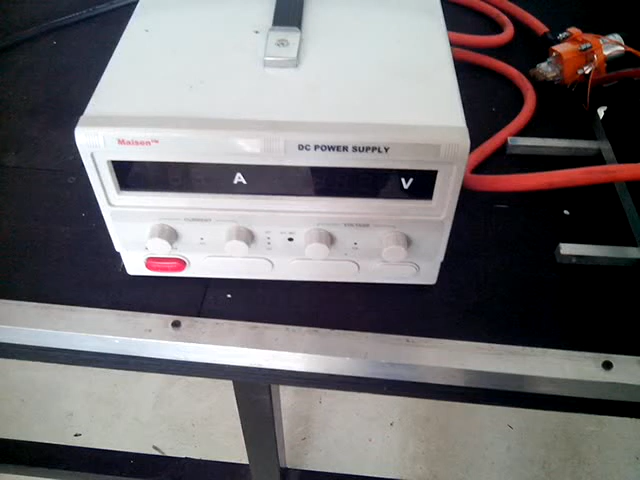 Maisen™
DC POWER SUPPLY
A
V
CURRENT
VOLTAGE